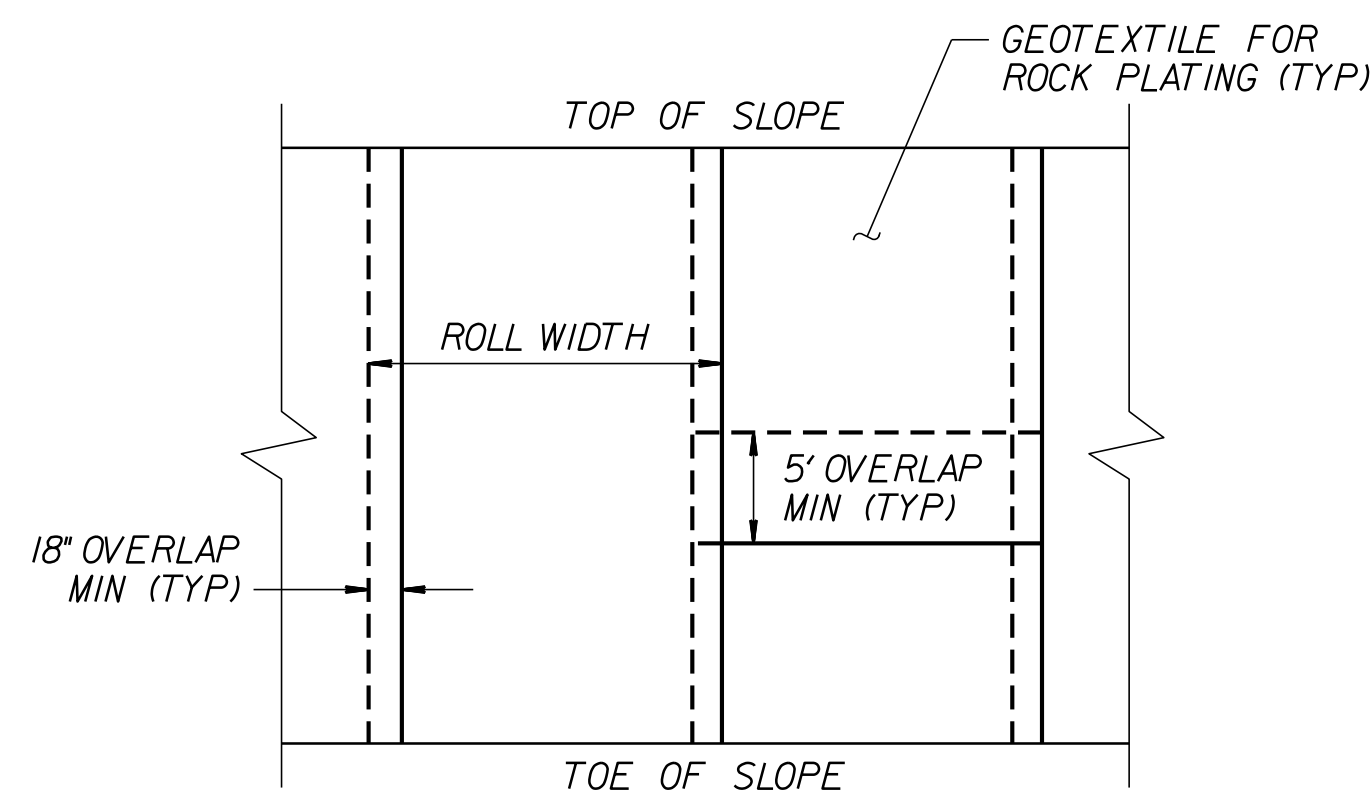 GEOTEXTILE FOR
ROCK PLATING (TYP)
TOP OF SLOPE
ROLL WIDTH
5' OVERLAP
MIN (TYP)
18" OVERLAP
MIN (TYP)
TOE OF SLOPE